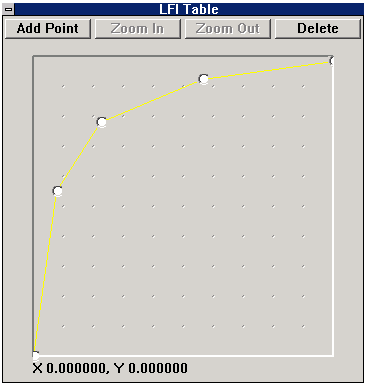 LFI Table
Add Point Zoom In Zoom Out Delete
X 0.000000, Y 0.000000